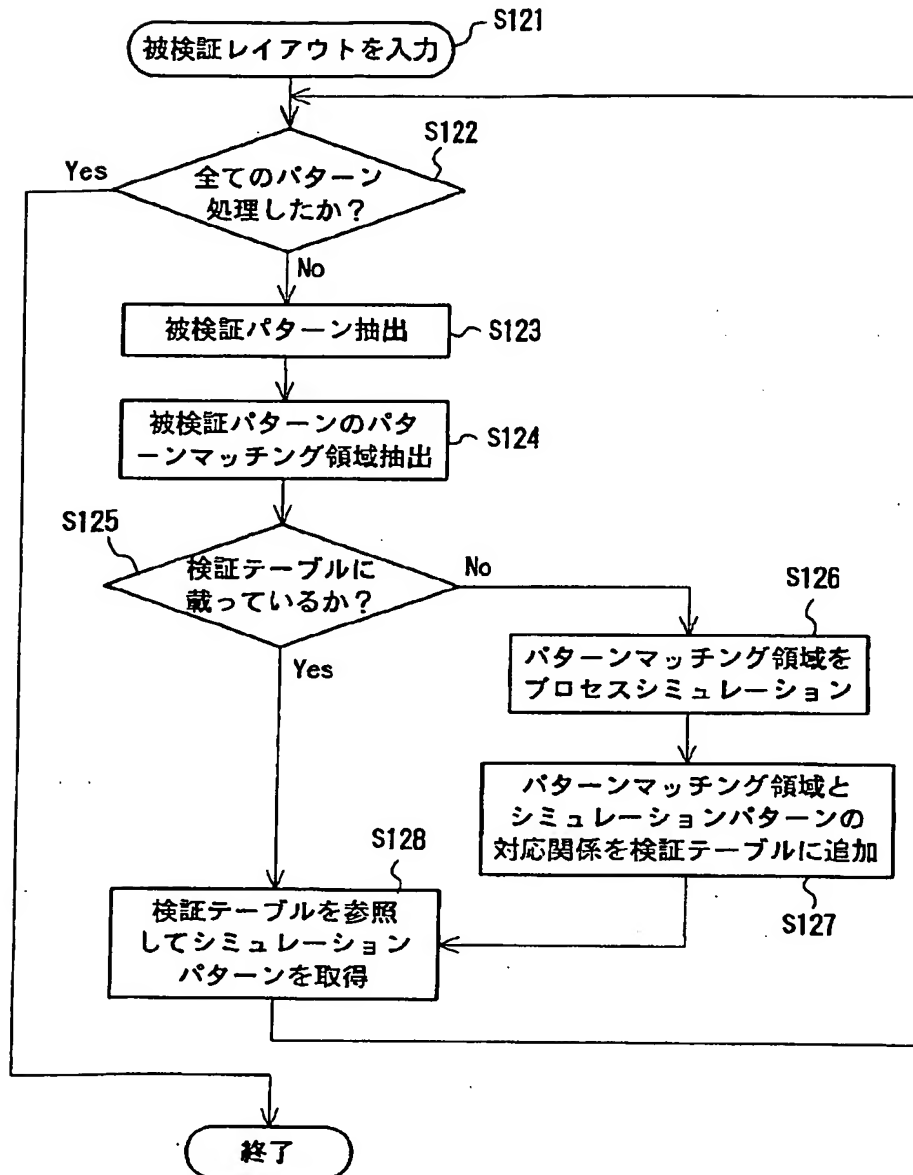 S121
被検証レイアウトを入力
S122
Yes
全てのパターン
処理したか？
No
被検証パターン抽出
S123
被検証パターンのパタ
ーンマッチング領域抽出
S124
S125
検証テーブルに
載っているか？
No
Yes
S126
パターンマッチング領域を
プロセスシミュレーション
パターンマッチング領域と
シミュレーションパターンの
対応関係を検証テーブルに追加
S127
S128
検証テーブルを参照
してシミュレーション
パターンを取得
終了